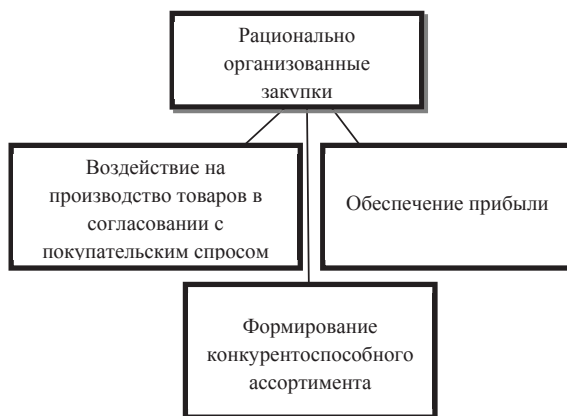 Рационально
организованные
закупки
Воздействие на
производство товаров в
согласовании с
покупательским спросом
Обеспечение прибыли
Формирование
конкурентоспособного
ассортимента